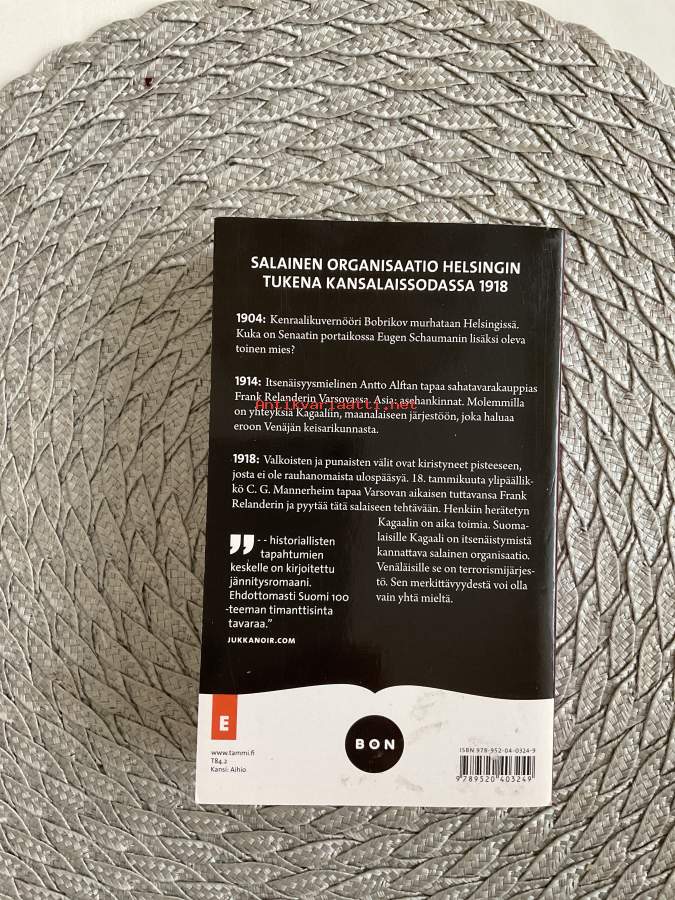 SALAINEN ORGANISAATIO HELSINGIN
TUKENA KANSALAISSODASSA 1918
1904: Kenraalikuvernööri Bobrikov murhataan Helsingissä.
Kuka on Senaatin portaikossa Eugen Schaumanin lisäksi oleva
toinen mies?
1914: Itsenäisyysmielinen Antto Alftan tapaa sahatavarakauppias
Frank Relanderin Varsovassa. Asia: asehankinnat. Molemmilla
Antikvariaatti.net
on yhteyksiä Kagaaliin, maanalaiseen järjestöön, joka haluaa
eroon Venäjän keisarikunnasta.
1918: Valkoisten ja punaisten välit ovat kiristyneet pisteeseen,
josta ei ole rauhanomaista ulospääsyä. 18. tammikuuta ylipäällik-
kö C. G. Mannerheim tapaa Varsovan aikaisen tuttavansa Frank
Relanderin ja pyytää tätä salaiseen tehtävään. Henkiin herätetyn
Kagaalin on aika toimia. Suoma-
laisille Kagaali on itsenäistymistä
kannattava salainen organisaatio.
Venäläisille se on terrorismijärjes-
tö. Sen merkittävyydestä voi olla
vain yhtä mieltä.
” - - historiallisten
tapahtumien
keskelle on kirjoitettu
jännitysromaani.
Ehdottomasti Suomi 100
-teeman timanttisinta
tavaraa.”
JUKKANOIR.COM
E
www.tammi.fi
T84.2
Kansi: Aihio
BON
ISBN 978-952-04-0324-9
9789520403249